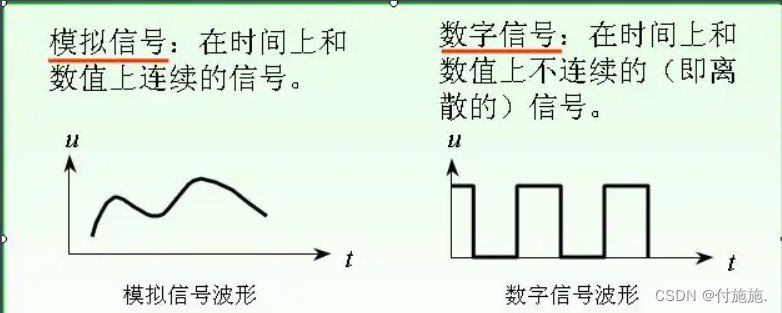 模拟信号：在时间上和
数值上连续的信号。
u
t
模拟信号波形
数字信号：在时间上和
数值上不连续的（即离
散的）信号。
u
t
数字信号波形
CSDN @付施施.